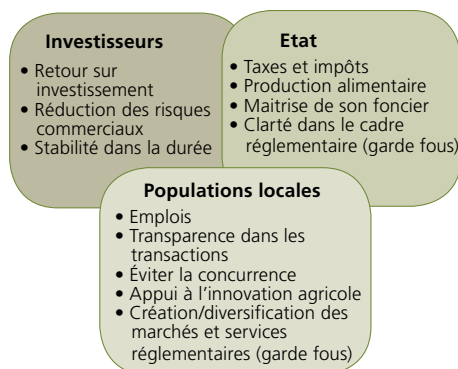 Investisseurs
• Retour sur
investissement
• Réduction des risques
commerciaux
• Stabilité dans la durée
Etat
• Taxes et impôts
• Production alimentaire
• Maitrise de son foncier
• Clarté dans le cadre
réglementaire (garde fous)
Populations locales
• Emplois
• Transparence dans les
transactions
• Éviter la concurrence
• Appui à l’innovation agricole
• Création/diversification des
marchés et services
réglementaires (garde fous)